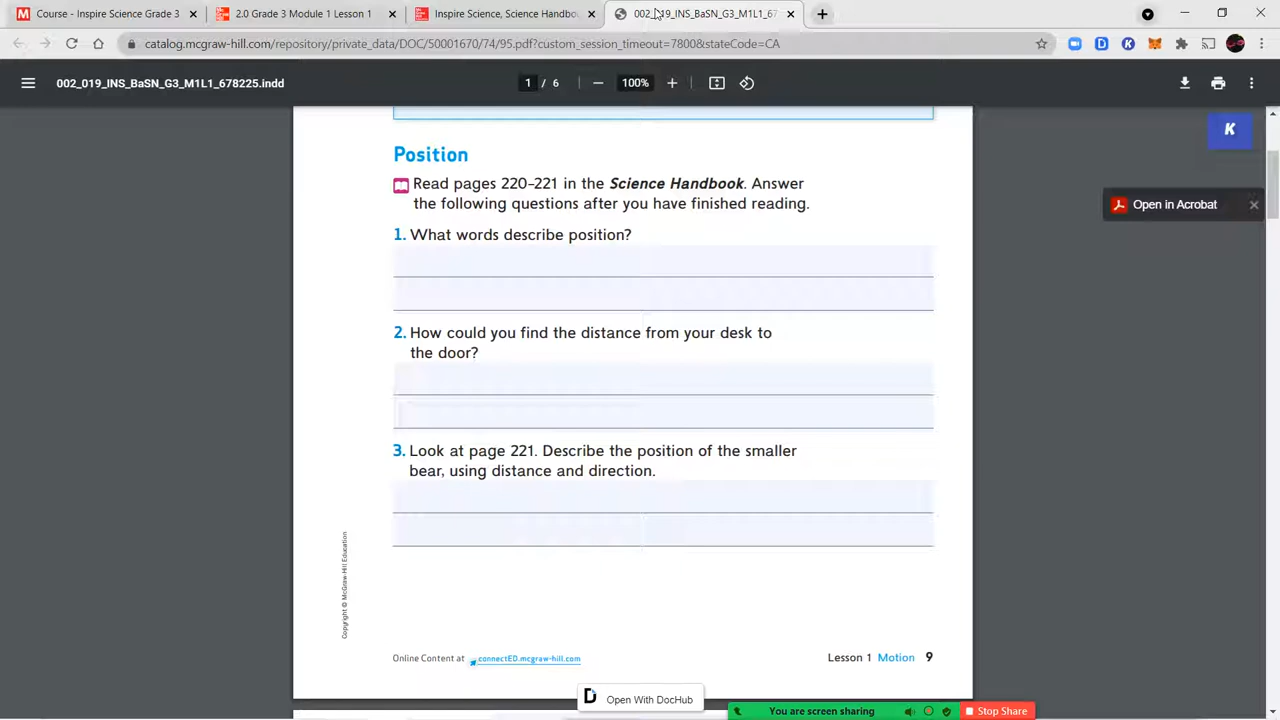 Course - Inspire Science Grade 3
2.0 Grade 3 Module 1 Lesson 1
Inspire Science, Science Handbo
002_019_INS_BaSN_G3_M1L1_67
catalog.mcgraw-hill.com/repository/private_data/DOC/50001670/74/95.pdf?custom_session_timeout=7800&stateCode=CA
002_019_INS_BaSN_G3_M1L1_678225.indd
1 / 6
100%
K
Open in Acrobat
Position
Read pages 220–221 in the Science Handbook. Answer
the following questions after you have finished reading.
1. What words describe position?
2. How could you find the distance from your desk to
the door?
3. Look at page 221. Describe the position of the smaller
bear, using distance and direction.
Copyright © McGraw-Hill Education
Online Content at connectED.mcgraw-hill.com
Lesson 1 Motion 9
Open With DocHub
You are screen sharing
Stop Share